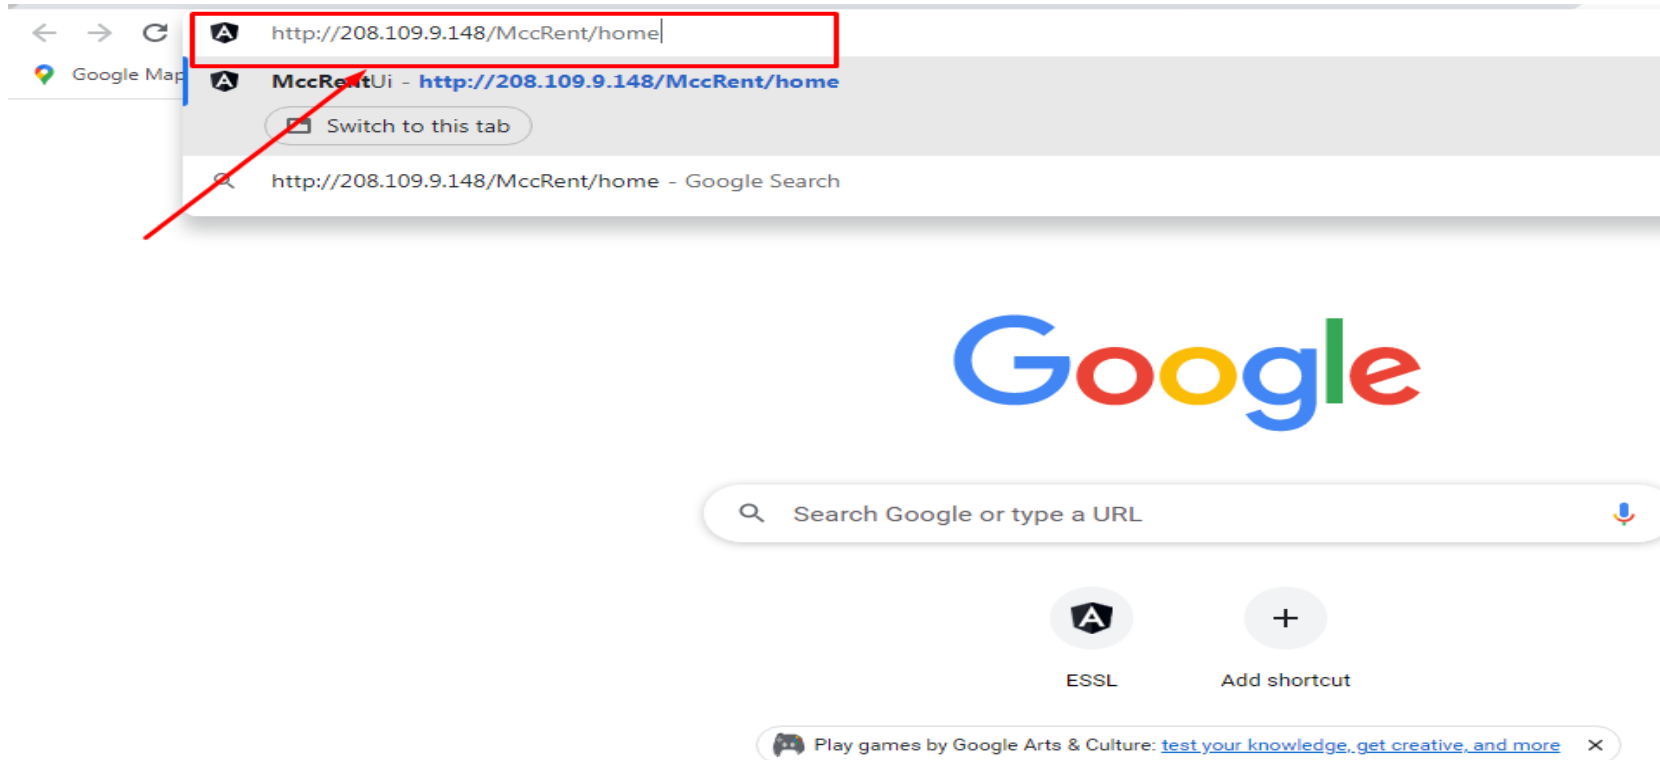 http://208.109.9.148/MccRent/home
Google Map
MccRentUi - http://208.109.9.148/MccRent/home
Switch to this tab
http://208.109.9.148/MccRent/home - Google Search
Google
Search Google or type a URL
ESSL
Add shortcut
Play games by Google Arts & Culture: test your knowledge, get creative, and more